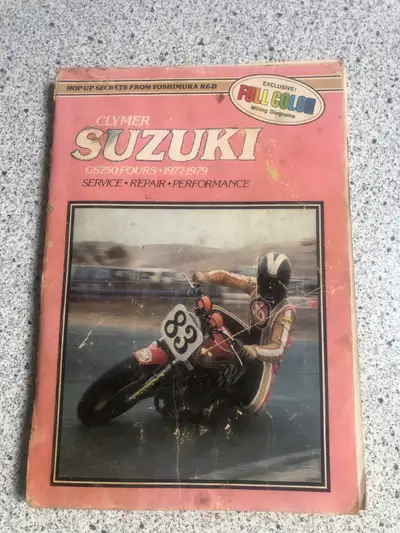 HOP-UP SECRETS FROM YOSHIMURA R&D
EXCLUSIVE!
FULL COLOR
Wiring Diagrams
CLYMER
SUZUKI
GS750 FOURS • 1977-1979
SERVICE • REPAIR • PERFORMANCE
83